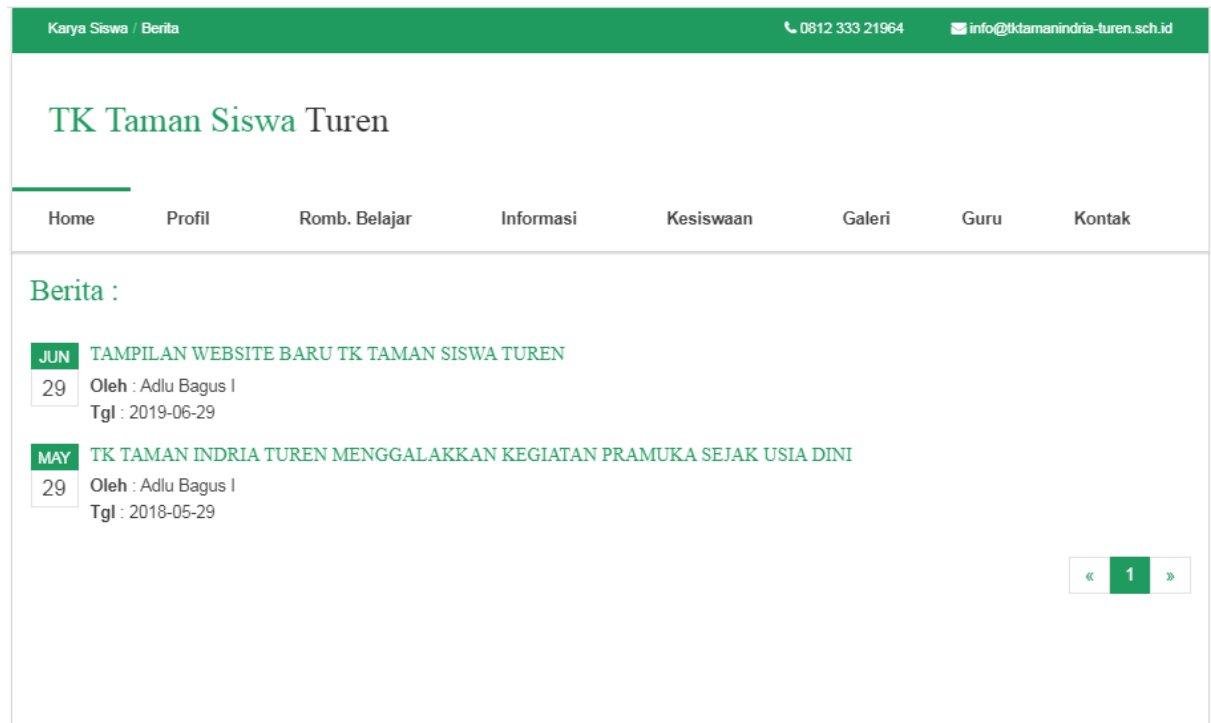 Karya Siswa / Berita 0812 333 21964 info@tktamanindria-turen.sch.id
TK Taman Siswa Turen
Home Profil Romb. Belajar Informasi Kesiswaan Galeri Guru Kontak
Berita :
JUN TAMPILAN WEBSITE BARU TK TAMAN SISWA TUREN
29 Oleh : Adlu Bagus I
Tgl : 2019-06-29
MAY TK TAMAN INDRIA TUREN MENGGALAKKAN KEGIATAN PRAMUKA SEJAK USIA DINI
29 Oleh : Adlu Bagus I
Tgl : 2018-05-29
« 1 »